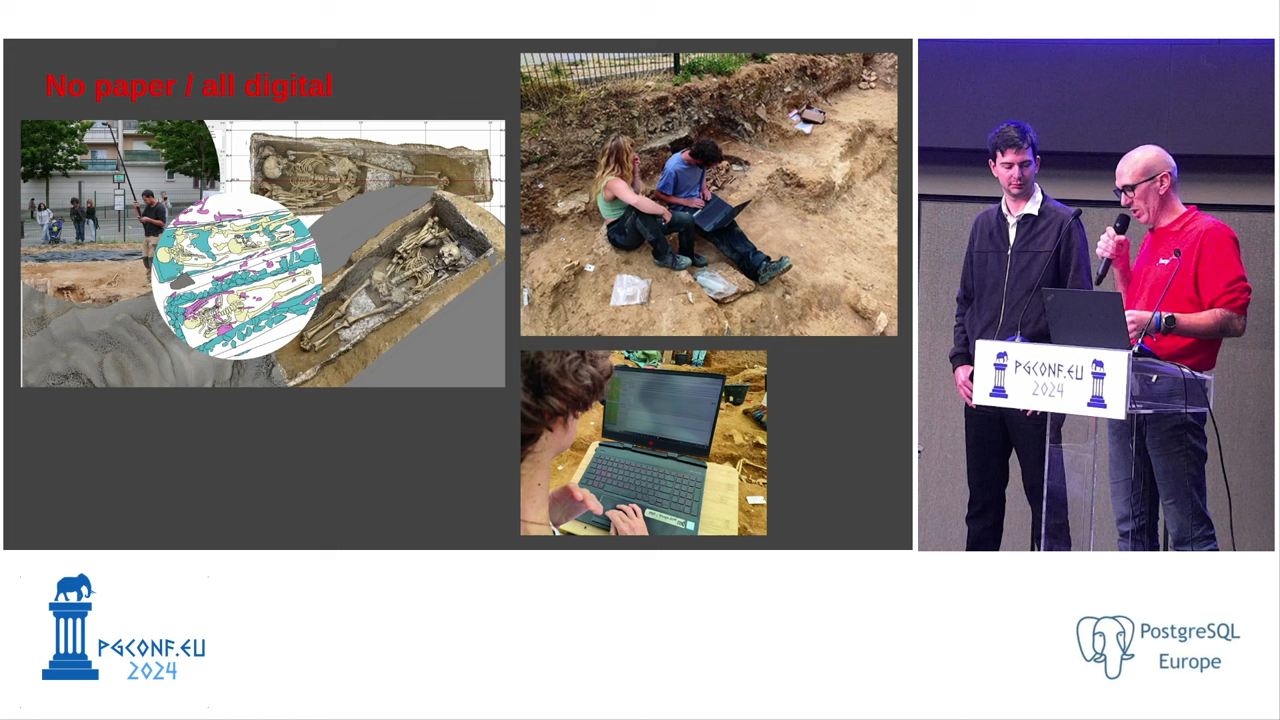 No paper / all digital
PGCONF.EU
2024
PGCONF.EU
2024
PostgreSQL
Europe